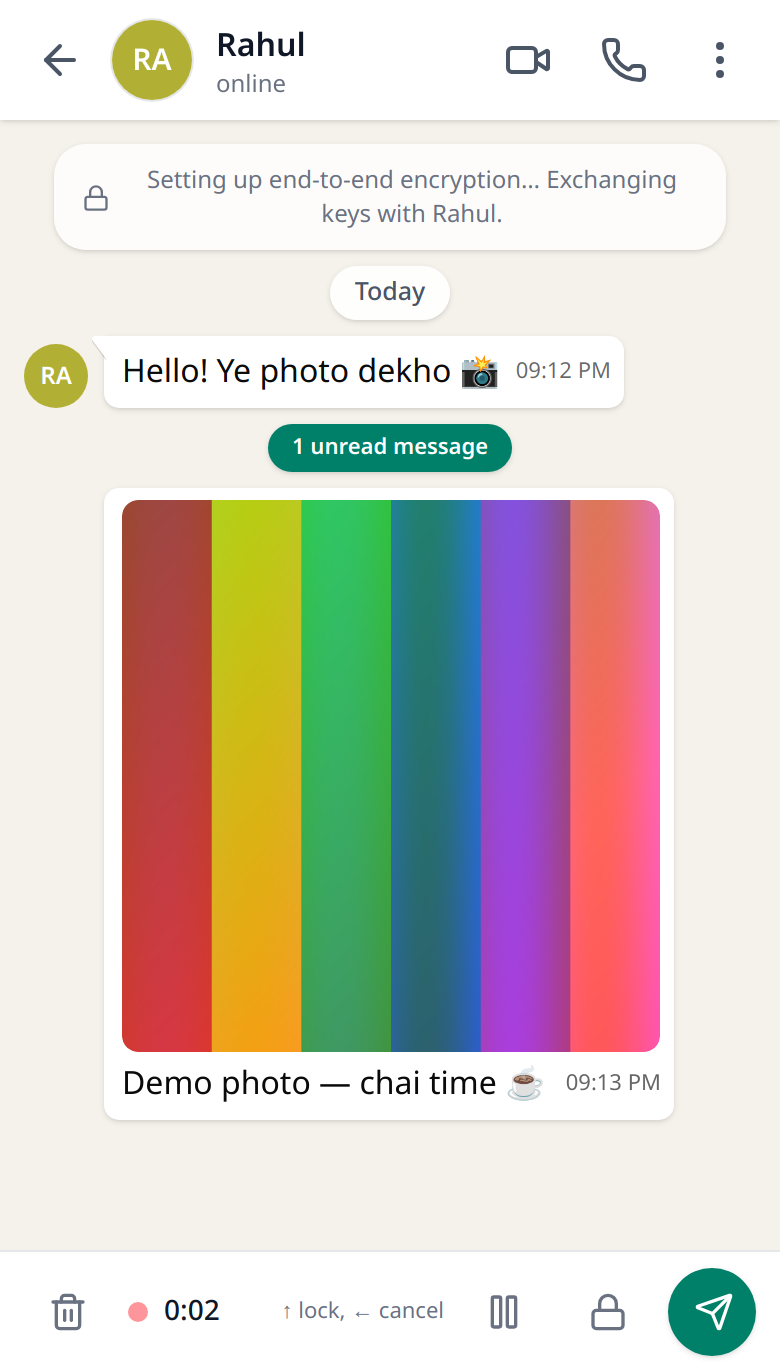 RA
Rahul
online
Setting up end-to-end encryption… Exchanging
keys with Rahul.
Today
RA
Hello! Ye photo dekho 📸 09:12 PM
1 unread message
Demo photo — chai time ☕ 09:13 PM
0:02 ↑ lock, ← cancel